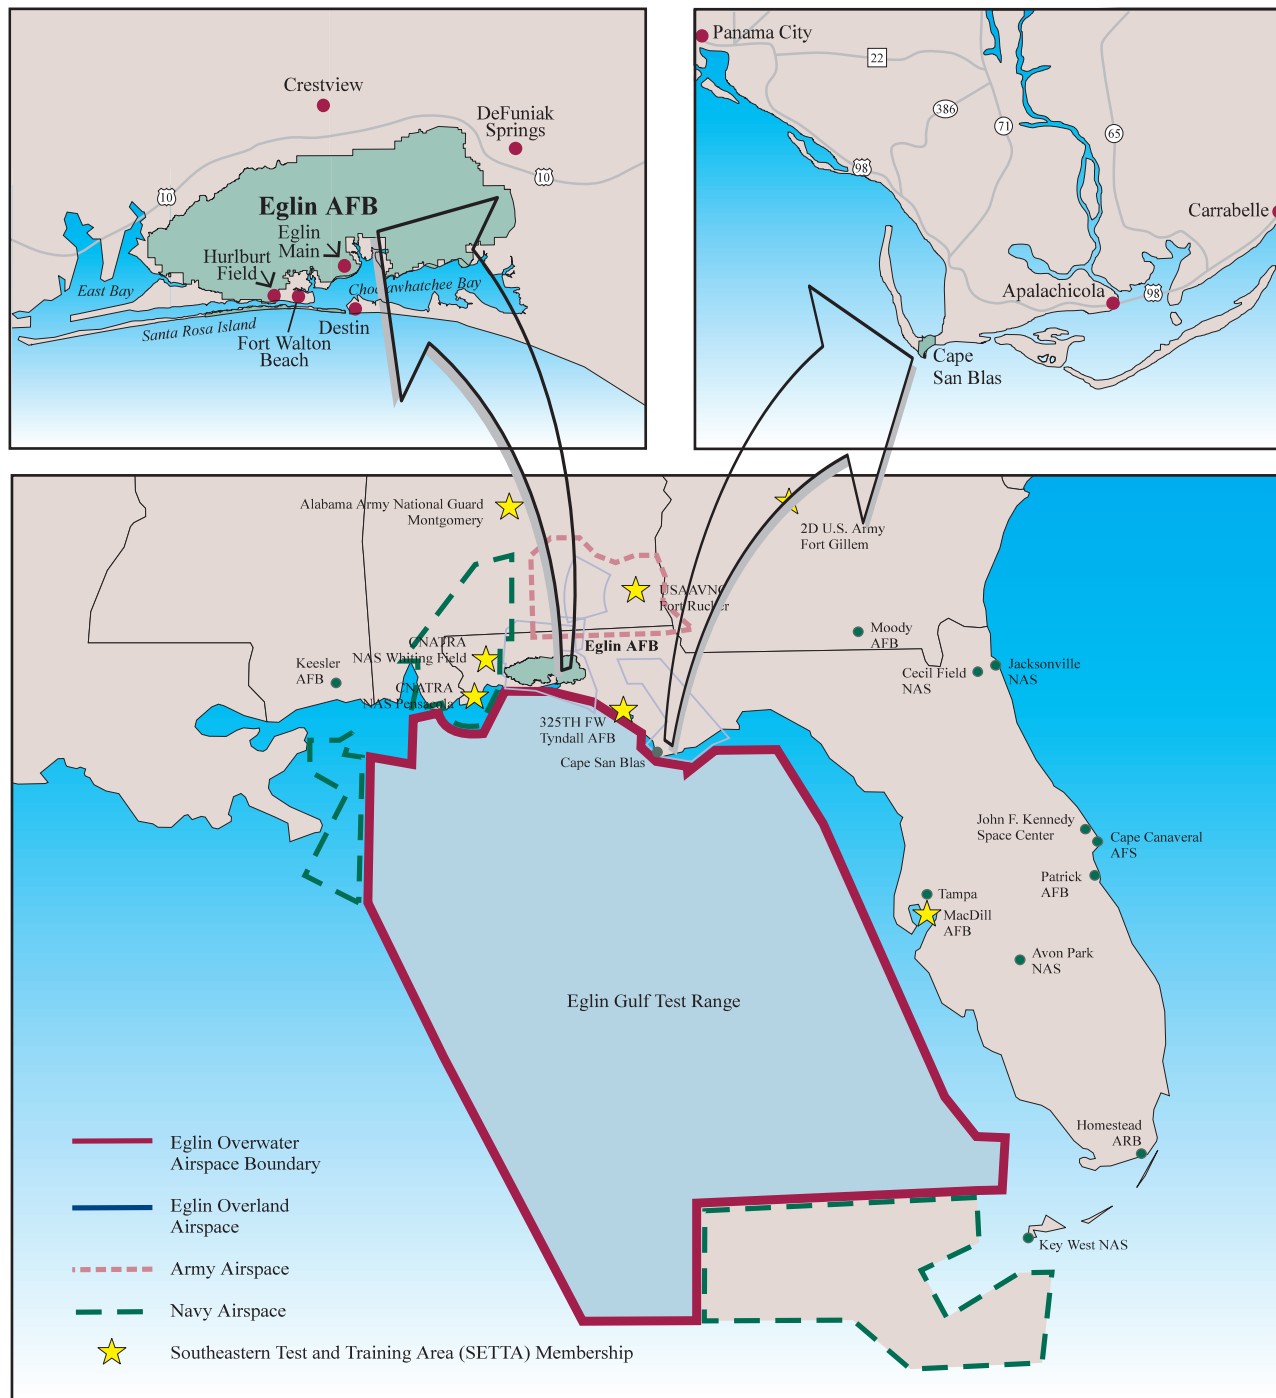 Crestview
DeFuniak
Springs
10
10
Eglin AFB
Eglin
Main
Hurlburt
Field
East Bay
Choctawhatchee Bay
Santa Rosa Island
Destin
Fort Walton
Beach
Panama City
22
386
71
65
98
Carrabelle
Apalachicola
98
Cape
San Blas
Alabama Army National Guard
Montgomery
2D U.S. Army
Fort Gillem
USAAVNC
Fort Rucker
Moody
AFB
Eglin AFB
CNATRA
NAS Whiting Field
Keesler
AFB
CNATRA
NAS Pensacola
Cecil Field
NAS
Jacksonville
NAS
325TH FW
Tyndall AFB
Cape San Blas
John F. Kennedy
Space Center
Cape Canaveral
AFS
Patrick
AFB
Tampa
MacDill
AFB
Avon Park
NAS
Eglin Gulf Test Range
Homestead
ARB
Key West NAS
Eglin Overwater
Airspace Boundary
Eglin Overland
Airspace
Army Airspace
Navy Airspace
Southeastern Test and Training Area (SETTA) Membership